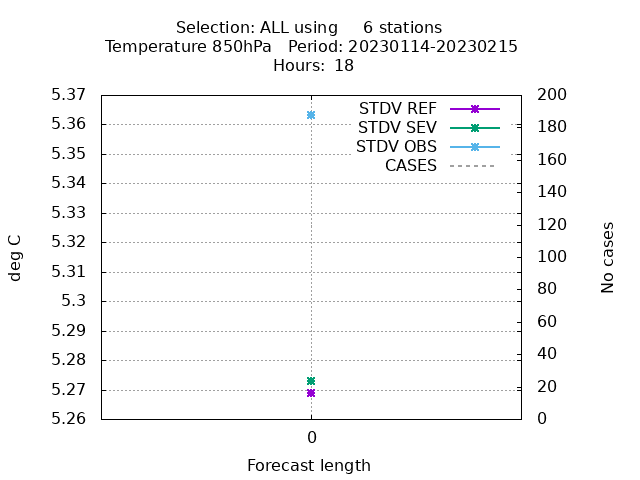 Selection: ALL using     6 stations
Temperature 850hPa   Period: 20230114-20230215
Hours: 18
5.37
5.36
5.35
5.34
5.33
5.32
5.31
5.3
5.29
5.28
5.27
5.26
deg C
STDV REF
STDV SEV
STDV OBS
CASES
200
180
160
140
120
100
80
60
40
20
0
No cases
0
Forecast length